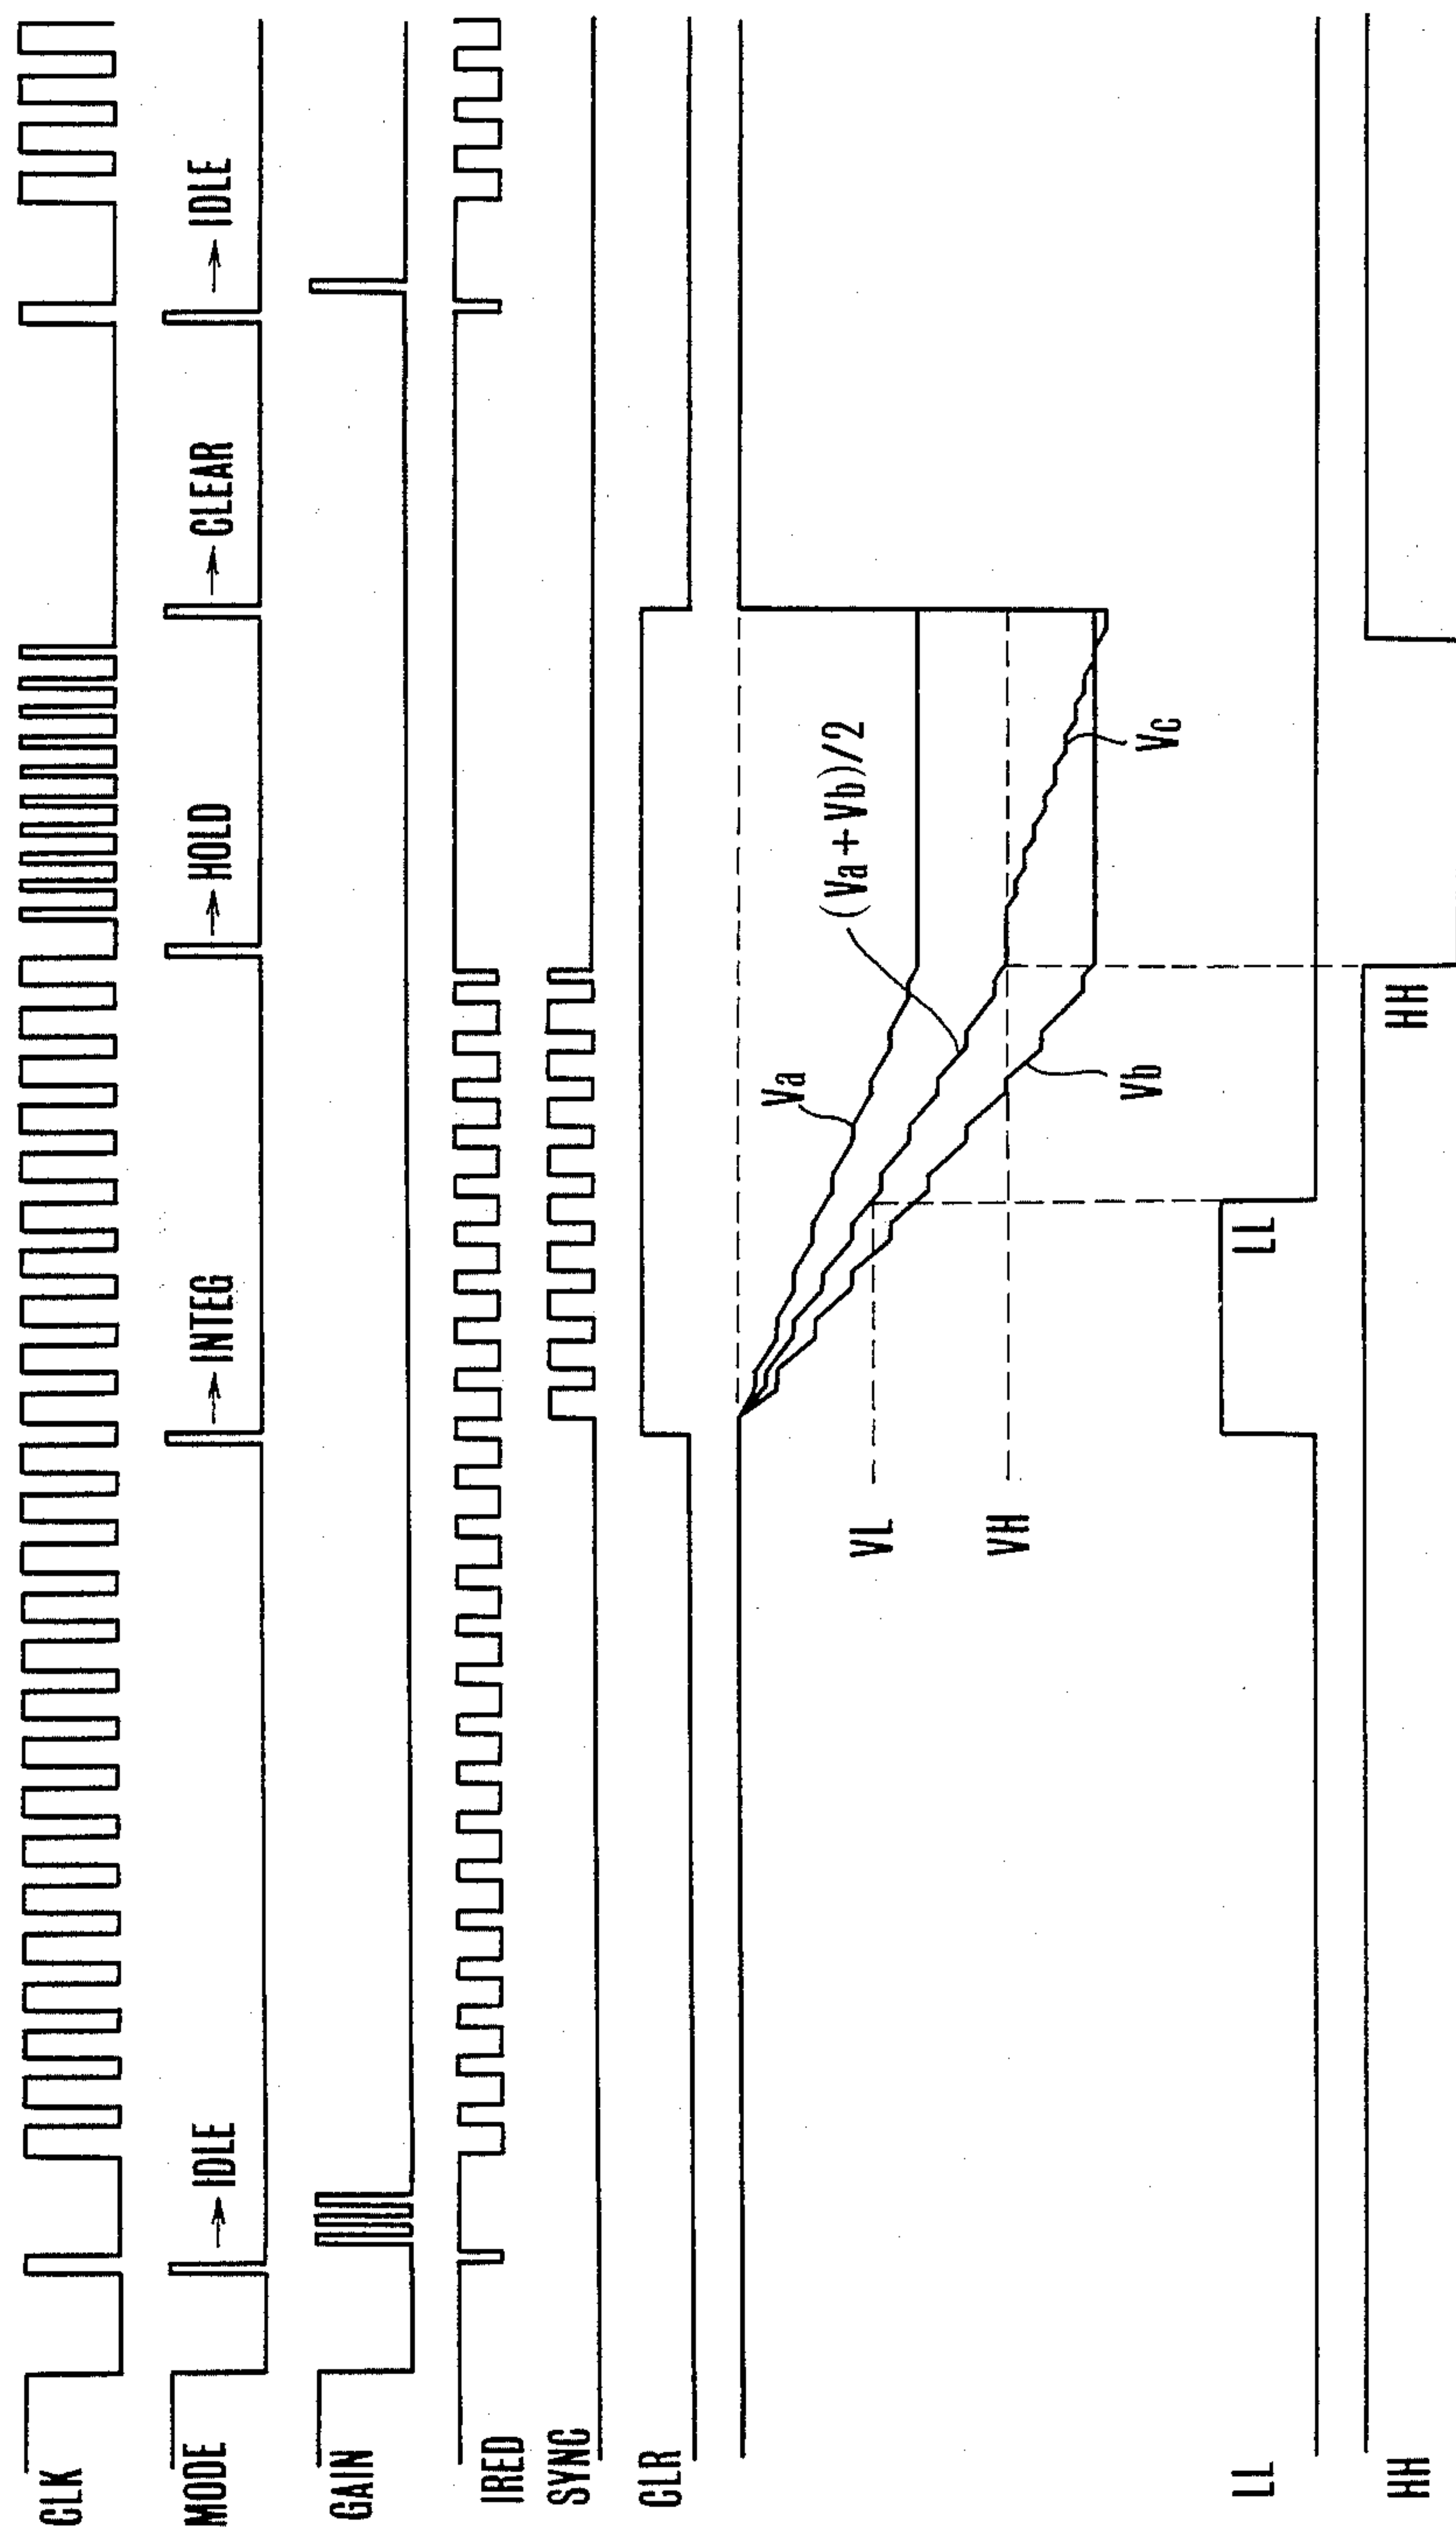 CLK
MODE
→ IDLE
→ INTEG
→ HOLD
→ CLEAR
→ IDLE
GAIN
IRED
SYNC
CLR
Va
(Va+Vb)/2
VL
VH
Vb
Vc
LL
LL
HH
HH